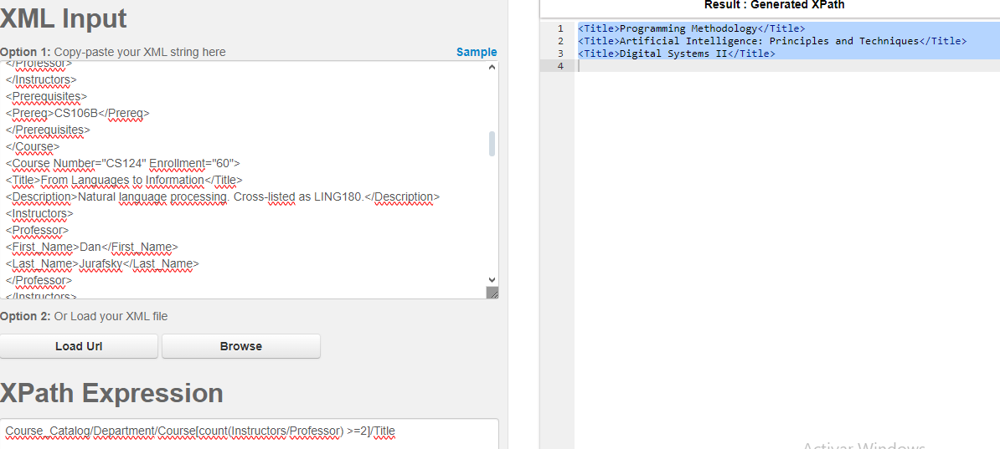 XML Input
Option 1: Copy-paste your XML string here
Sample
</Professor>
</Instructors>
<Prerequisites>
<Prereq>CS106B</Prereq>
</Prerequisites>
</Course>
<Course Number="CS124" Enrollment="60">
<Title>From Languages to Information</Title>
<Description>Natural language processing. Cross-listed as LING180.</Description>
<Instructors>
<Professor>
<First_Name>Dan</First_Name>
<Last_Name>Jurafsky</Last_Name>
</Professor>
</Instructors>
Option 2: Or Load your XML file
Load Url
Browse
XPath Expression
Course_Catalog/Department/Course[count(Instructors/Professor) >=2]/Title
Result : Generated XPath
1 <Title>Programming Methodology</Title>
2 <Title>Artificial Intelligence: Principles and Techniques</Title>
3 <Title>Digital Systems II</Title>
4
Activar Windows